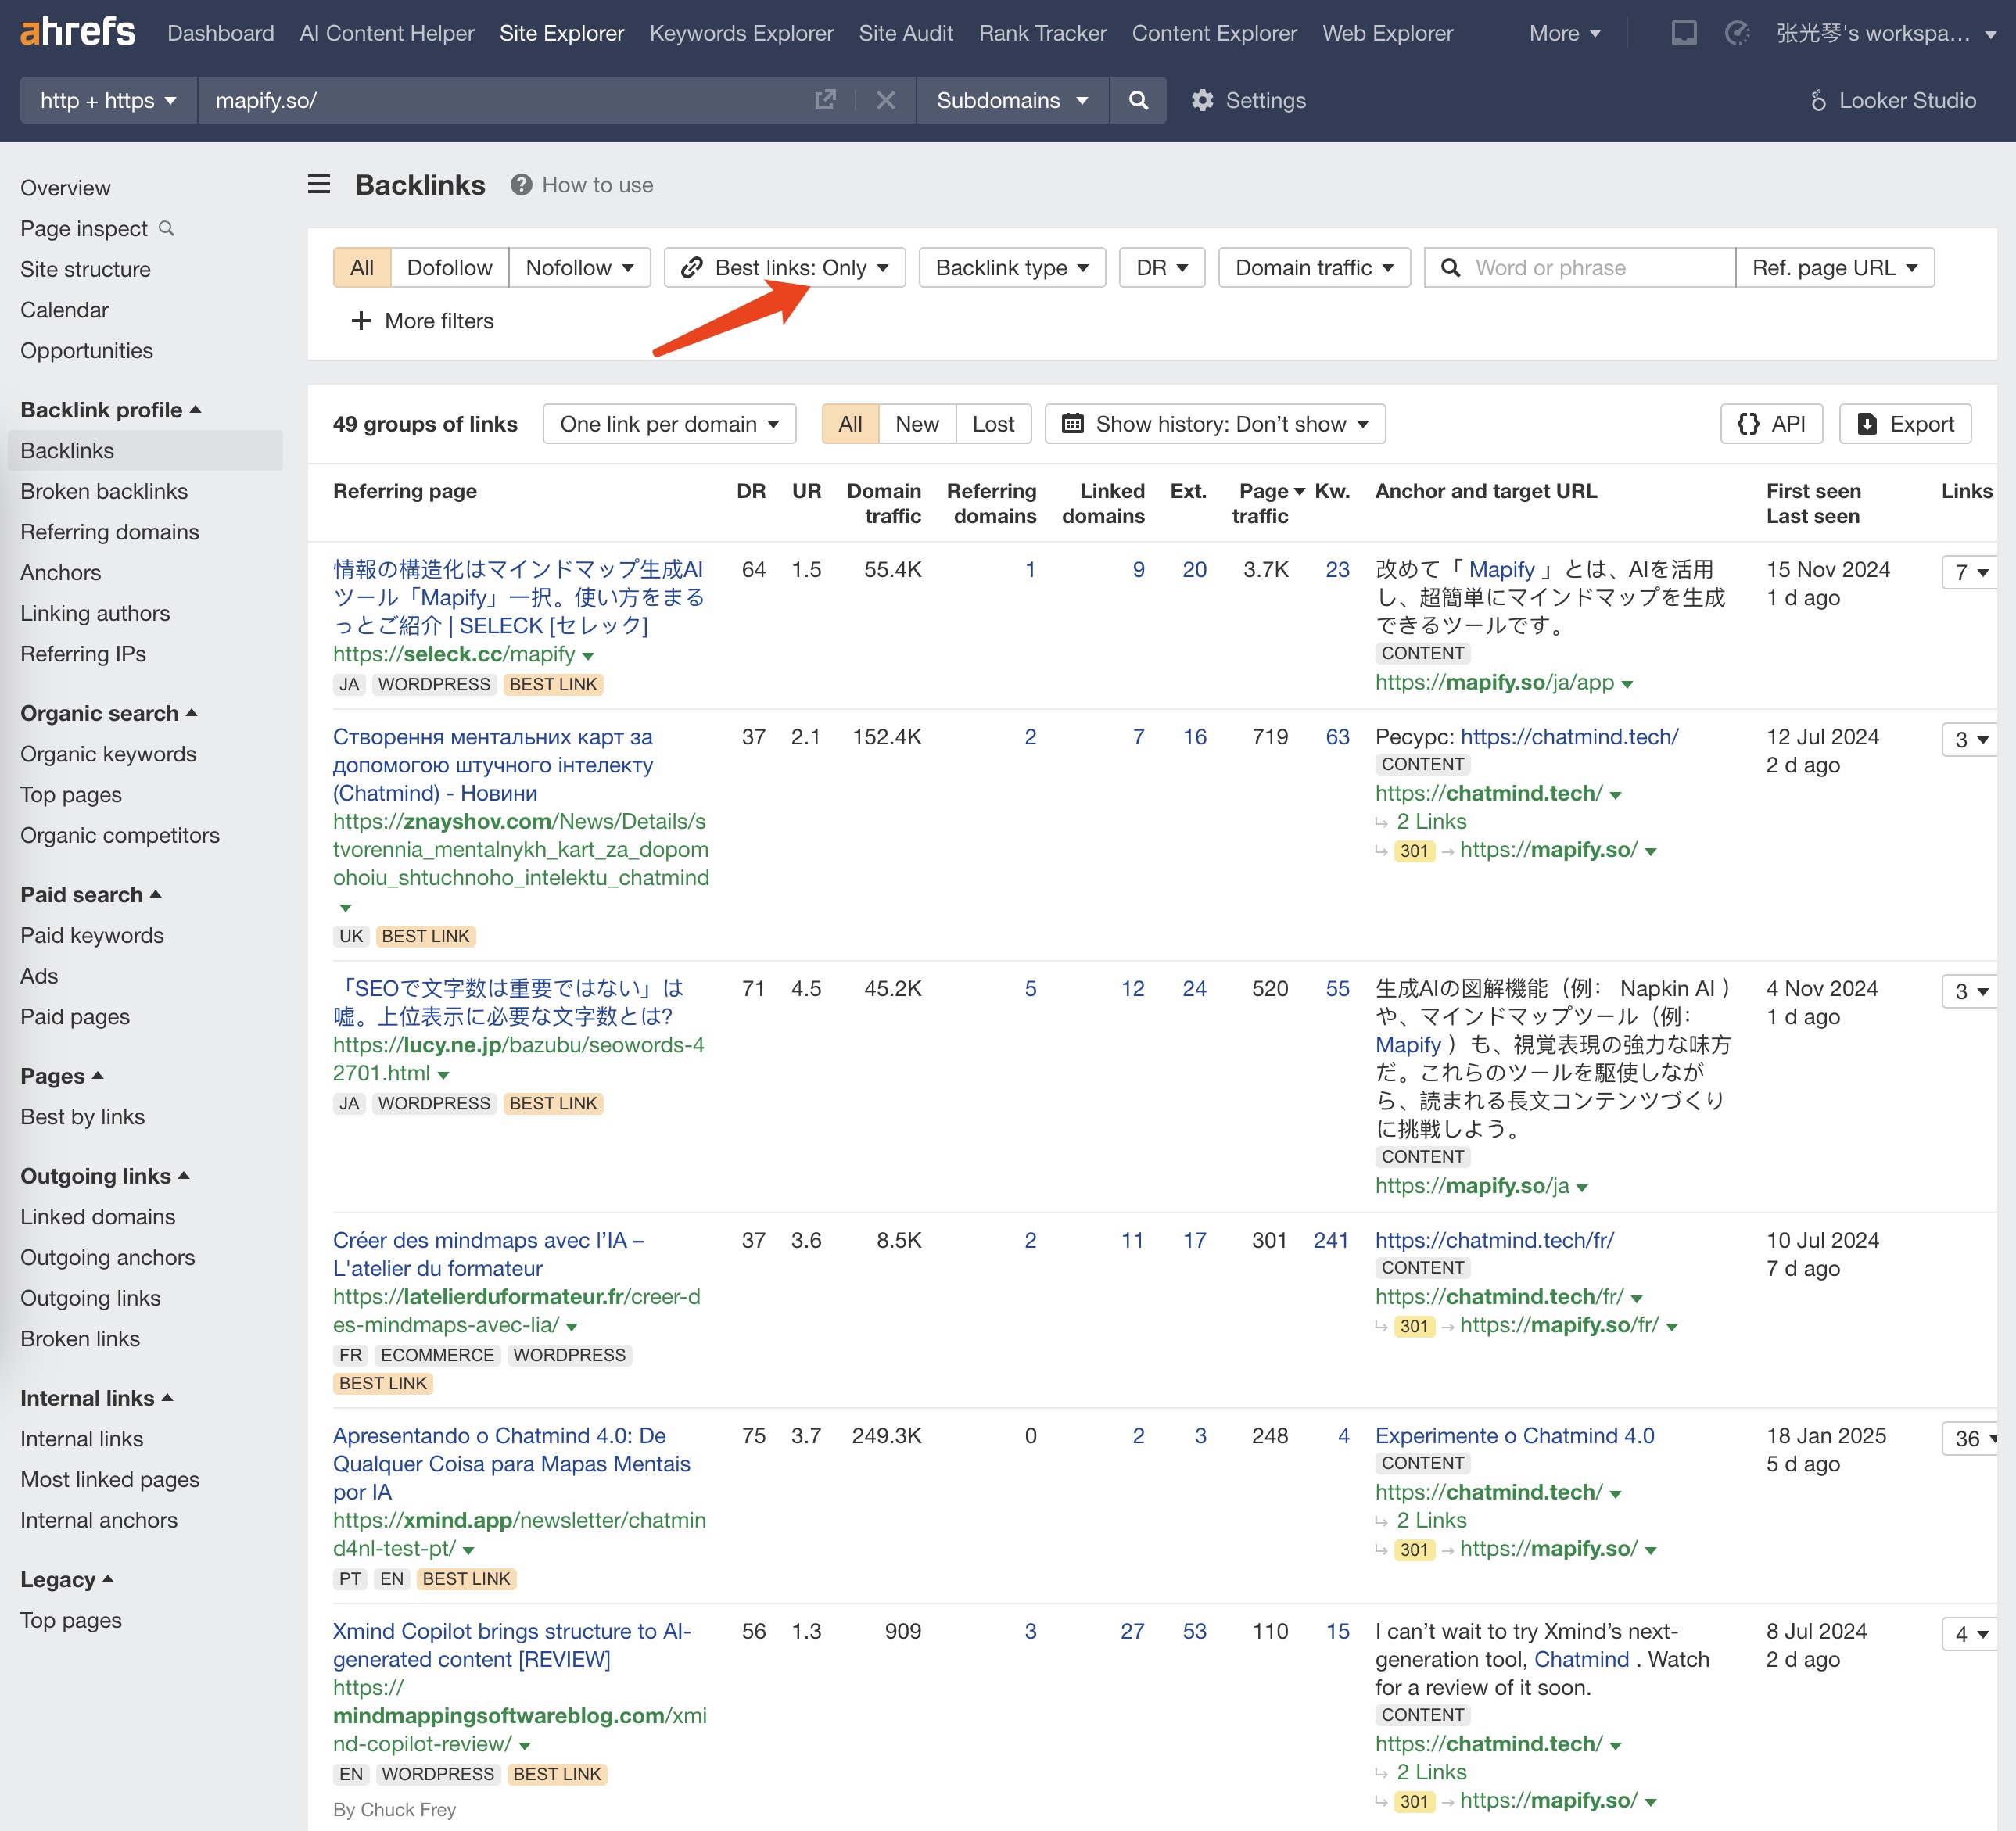 ahrefs Dashboard AI Content Helper Site Explorer Keywords Explorer Site Audit Rank Tracker Content Explorer Web Explorer More 张光琴's workspa...
http + https mapify.so/ Subdomains Settings Looker Studio
Overview
Page inspect
Site structure
Calendar
Opportunities
Backlink profile
Backlinks
Broken backlinks
Referring domains
Anchors
Linking authors
Referring IPs
Organic search
Organic keywords
Top pages
Organic competitors
Paid search
Paid keywords
Ads
Paid pages
Pages
Best by links
Outgoing links
Linked domains
Outgoing anchors
Outgoing links
Broken links
Internal links
Internal links
Most linked pages
Internal anchors
Legacy
Top pages
Backlinks ? How to use
All Dofollow Nofollow Best links: Only Backlink type DR Domain traffic Word or phrase Ref. page URL
+ More filters
49 groups of links One link per domain All New Lost Show history: Don't show API Export
Referring page DR UR Domain traffic Referring domains Linked domains Ext. Page traffic Kw. Anchor and target URL First seen Last seen Links
情報の構造化はマインドマップ生成AI
ツール「Mapify」一択。使い方をまる
っとご紹介 | SELECK [セレック]
https://seleck.cc/mapify
JA WORDPRESS BEST LINK
64 1.5 55.4K 1 9 20 3.7K 23
改めて「 Mapify 」とは、AIを活用
し、超簡単にマインドマップを生成
できるツールです。
CONTENT
https://mapify.so/ja/app
15 Nov 2024
1 d ago
7
Створення ментальних карт за
допомогою штучного інтелекту
(Chatmind) - Новини
https://znayshov.com/News/Details/s
tvorennia_mentalnykh_kart_za_dopom
ohoiu_shtuchnoho_intelektu_chatmind
UK BEST LINK
37 2.1 152.4K 2 7 16 719 63
Ресурс: https://chatmind.tech/
CONTENT
https://chatmind.tech/
2 Links
301 → https://mapify.so/
12 Jul 2024
2 d ago
3
「SEOで文字数は重要ではない」は
嘘。上位表示に必要な文字数とは?
https://lucy.ne.jp/bazubu/seowords-4
2701.html
JA WORDPRESS BEST LINK
71 4.5 45.2K 5 12 24 520 55
生成AIの図解機能（例： Napkin AI ）
や、マインドマップツール（例：
Mapify ）も、視覚表現の強力な味方
だ。これらのツールを駆使しなが
ら、読まれる長文コンテンツづくり
に挑戦しよう。
CONTENT
https://mapify.so/ja
4 Nov 2024
1 d ago
3
Créer des mindmaps avec l’IA –
L'atelier du formateur
https://latelierduformateur.fr/creer-d
es-mindmaps-avec-lia/
FR ECOMMERCE WORDPRESS
BEST LINK
37 3.6 8.5K 2 11 17 301 241
https://chatmind.tech/fr/
CONTENT
https://chatmind.tech/fr/
301 → https://mapify.so/fr/
10 Jul 2024
7 d ago
Apresentando o Chatmind 4.0: De
Qualquer Coisa para Mapas Mentais
por IA
https://xmind.app/newsletter/chatmin
d4nl-test-pt/
PT EN BEST LINK
75 3.7 249.3K 0 2 3 248 4
Experimente o Chatmind 4.0
CONTENT
https://chatmind.tech/
2 Links
301 → https://mapify.so/
18 Jan 2025
5 d ago
36
Xmind Copilot brings structure to AI-
generated content [REVIEW]
https://
mindmappingsoftwareblog.com/xmi
nd-copilot-review/
EN WORDPRESS BEST LINK
By Chuck Frey
56 1.3 909 3 27 53 110 15
I can’t wait to try Xmind’s next-
generation tool, Chatmind . Watch
for a review of it soon.
CONTENT
https://chatmind.tech/
2 Links
301 → https://mapify.so/
8 Jul 2024
2 d ago
4